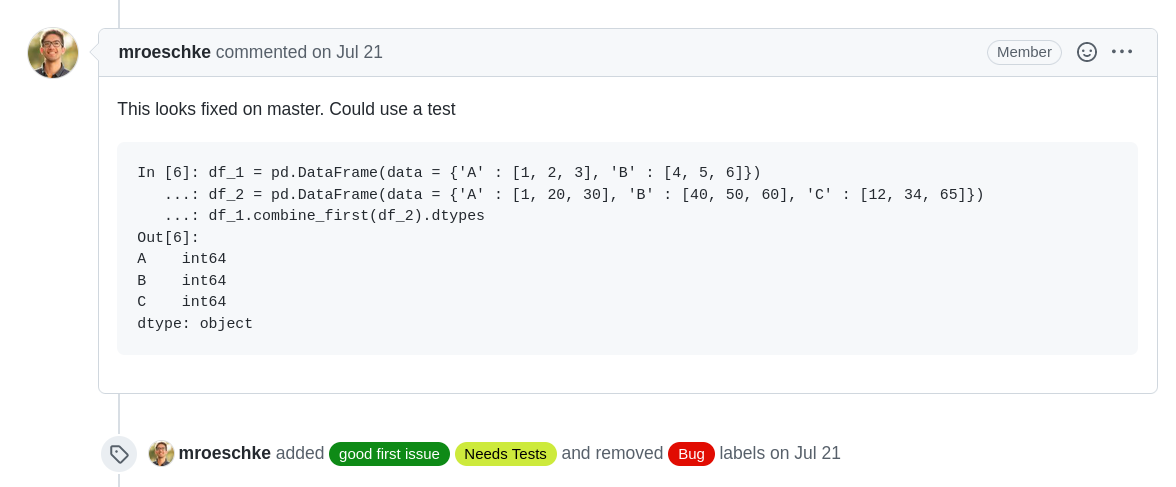 mroeschke commented on Jul 21
Member
This looks fixed on master. Could use a test
In [6]: df_1 = pd.DataFrame(data = {'A' : [1, 2, 3], 'B' : [4, 5, 6]})
   ...: df_2 = pd.DataFrame(data = {'A' : [1, 20, 30], 'B' : [40, 50, 60], 'C' : [12, 34, 65]})
   ...: df_1.combine_first(df_2).dtypes
Out[6]:
A    int64
B    int64
C    int64
dtype: object
mroeschke added good first issue Needs Tests and removed Bug labels on Jul 21